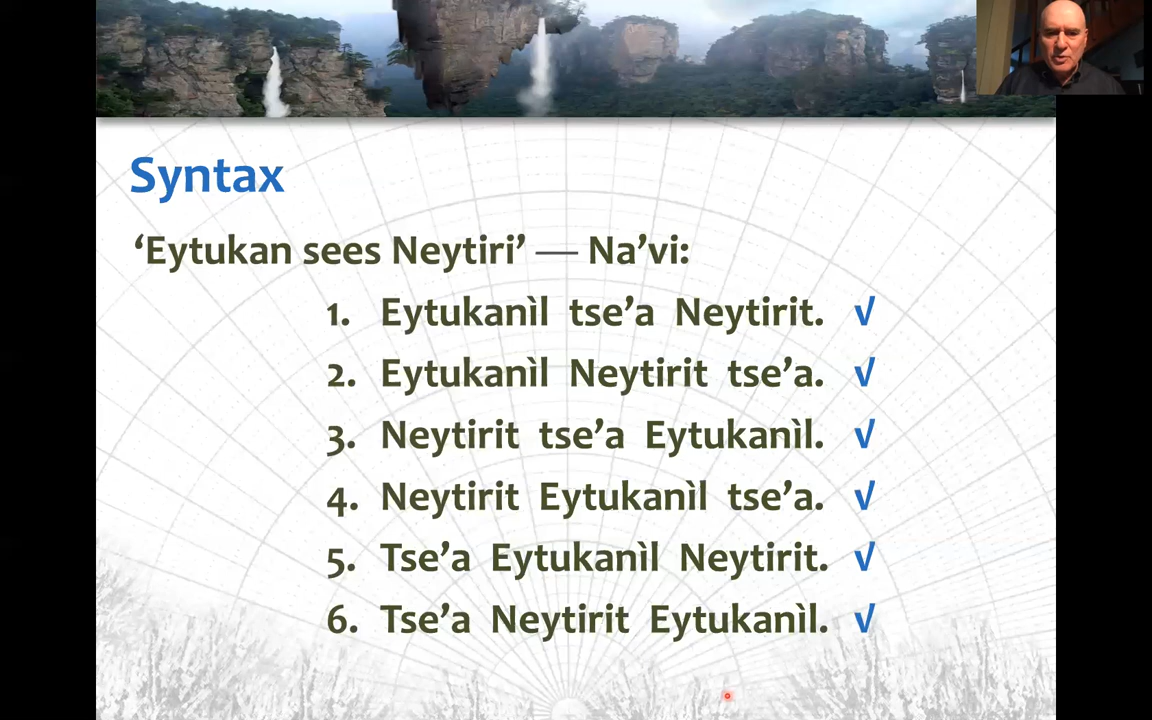 Syntax
‘Eytukan sees Neytiri’ — Na’vi:
1. Eytukanìl tse’a Neytirit. √
2. Eytukanìl Neytirit tse’a. √
3. Neytirit tse’a Eytukanìl. √
4. Neytirit Eytukanìl tse’a. √
5. Tse’a Eytukanìl Neytirit. √
6. Tse’a Neytirit Eytukanìl. √